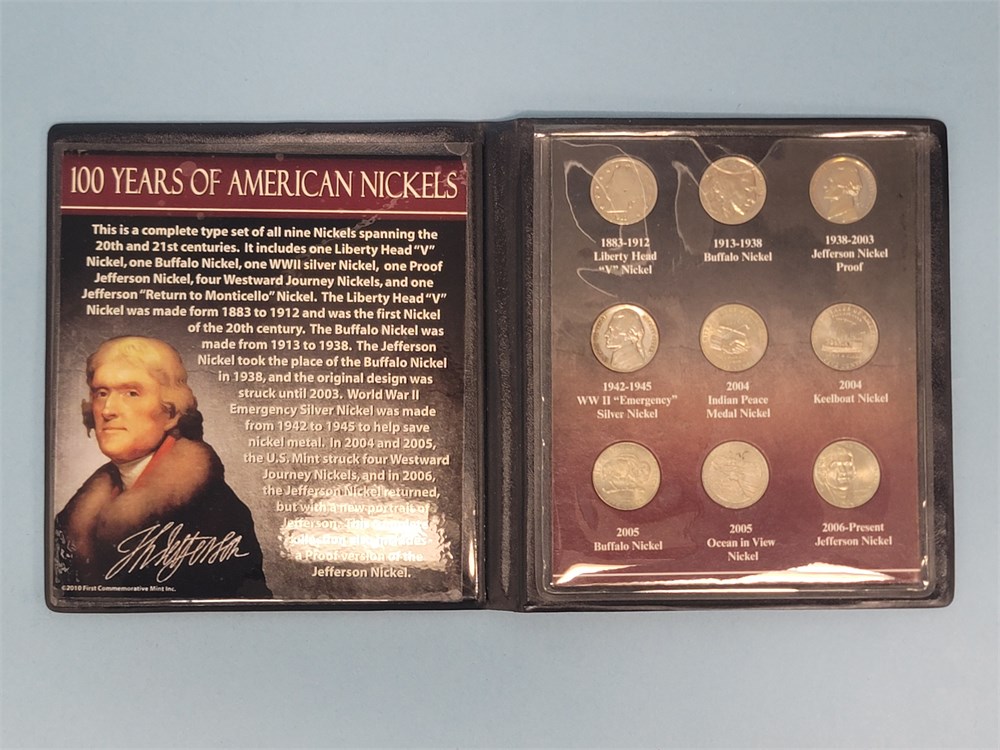 100 YEARS OF AMERICAN NICKELS
This is a complete type set of all nine Nickels spanning the
20th and 21st centuries. It includes one Liberty Head "V"
Nickel, one Buffalo Nickel, one WWII silver Nickel, one Proof
Jefferson Nickel, four Westward Journey Nickels, and one
Jefferson "Return to Monticello" Nickel. The Liberty Head "V"
Nickel was made form 1883 to 1912 and was the first Nickel
of the 20th century. The Buffalo Nickel was
made from 1913 to 1938. The Jefferson
Nickel took the place of the Buffalo Nickel
in 1938, and the original design was
struck until 2003. World War II
Emergency Silver Nickel was made
from 1942 to 1945 to help save
nickel metal. In 2004 and 2005,
the U.S. Mint struck four Westward
Journey Nickels, and in 2006,
the Jefferson Nickel returned,
but with a new portrait of
Jefferson. This complete
collection also includes
a Proof version of the
Jefferson Nickel.
Th Jefferson
©2010 First Commemorative Mint Inc.
1883-1912
Liberty Head
"V" Nickel
1913-1938
Buffalo Nickel
1938-2003
Jefferson Nickel
Proof
1942-1945
WW II "Emergency"
Silver Nickel
2004
Indian Peace
Medal Nickel
2004
Keelboat Nickel
2005
Buffalo Nickel
2005
Ocean in View
Nickel
2006-Present
Jefferson Nickel